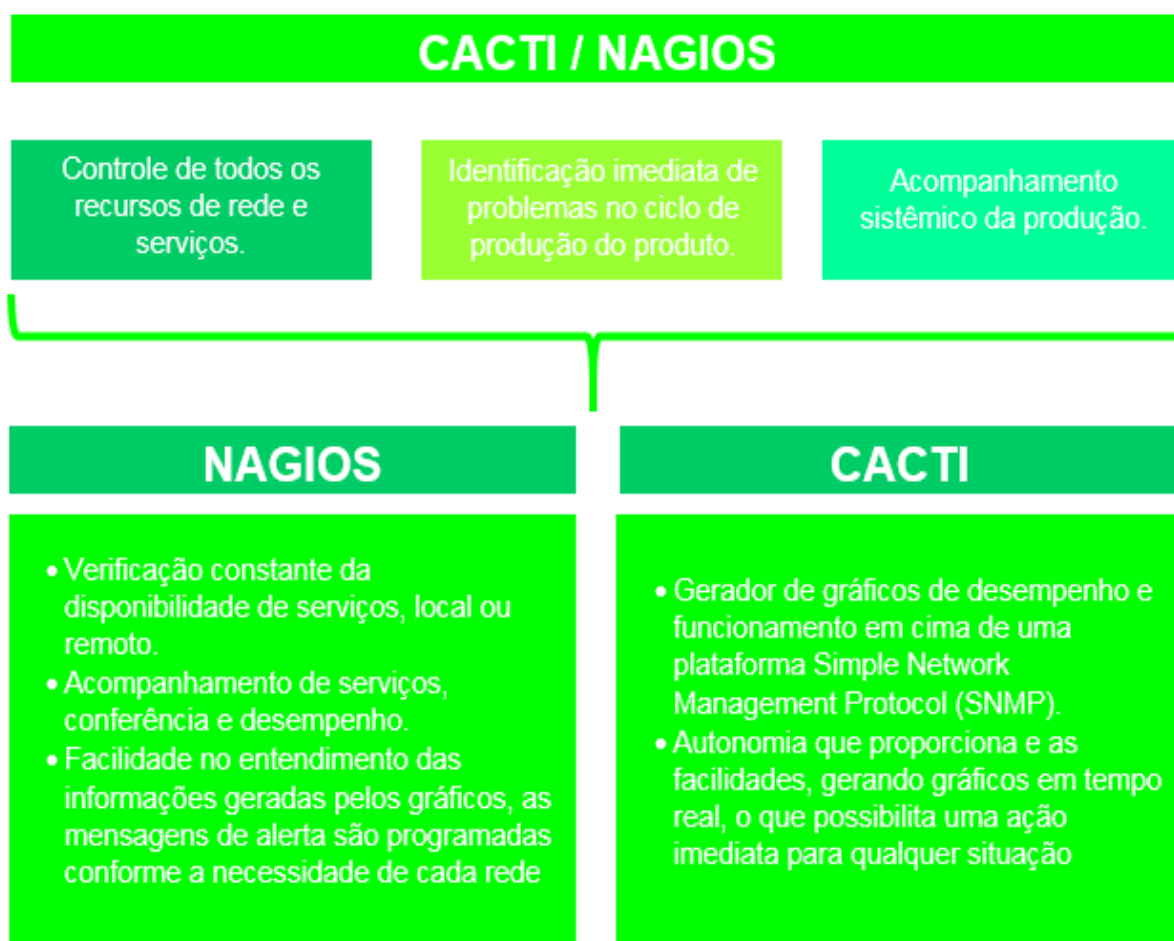 CACTI / NAGIOS
Controle de todos os
recursos de rede e
serviços.
Identificação imediata de
problemas no ciclo de
produção do produto.
Acompanhamento
sistêmico da produção.
NAGIOS
• Verificação constante da
disponibilidade de serviços, local ou
remoto.
• Acompanhamento de serviços,
conferência e desempenho.
• Facilidade no entendimento das
informações geradas pelos gráficos, as
mensagens de alerta são programadas
conforme a necessidade de cada rede
CACTI
• Gerador de gráficos de desempenho e
funcionamento em cima de uma
plataforma Simple Network
Management Protocol (SNMP).
• Autonomia que proporciona e as
facilidades, gerando gráficos em tempo
real, o que possibilita uma ação
imediata para qualquer situação